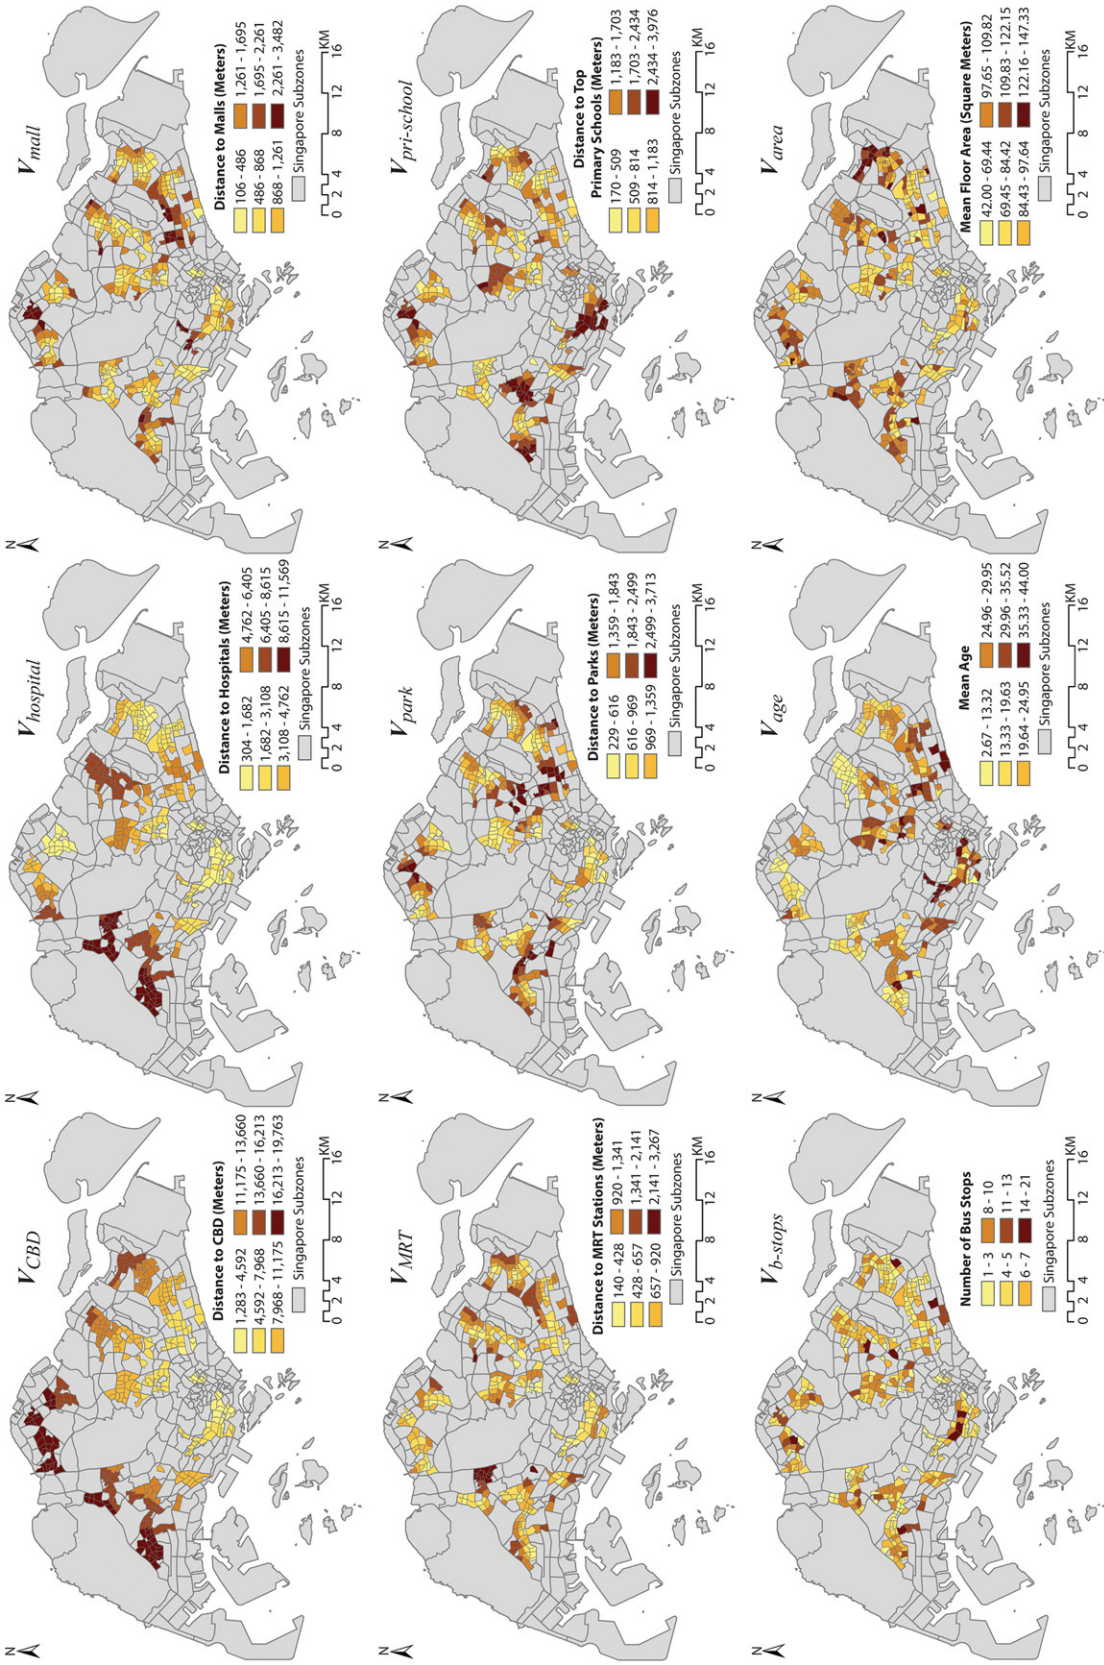 N
V_CBD
Distance to CBD (Meters)
1,283 - 4,592 11,175 - 13,660
4,592 - 7,968 13,660 - 16,213
7,968 - 11,175 16,213 - 19,763
Singapore Subzones
0 2 4 8 12 16 KM
N
V_hospital
Distance to Hospitals (Meters)
304 - 1,682 4,762 - 6,405
1,682 - 3,108 6,405 - 8,615
3,108 - 4,762 8,615 - 11,569
Singapore Subzones
0 2 4 8 12 16 KM
N
V_mall
Distance to Malls (Meters)
106 - 486 1,261 - 1,695
486 - 868 1,695 - 2,261
868 - 1,261 2,261 - 3,482
Singapore Subzones
0 2 4 8 12 16 KM
N
V_MRT
Distance to MRT Stations (Meters)
140 - 428 920 - 1,341
428 - 657 1,341 - 2,141
657 - 920 2,141 - 3,267
Singapore Subzones
0 2 4 8 12 16 KM
N
V_park
Distance to Parks (Meters)
229 - 616 1,359 - 1,843
616 - 969 1,843 - 2,499
969 - 1,359 2,499 - 3,713
Singapore Subzones
0 2 4 8 12 16 KM
N
V_pri-school
Distance to Top
Primary Schools (Meters)
170 - 509 1,183 - 1,703
509 - 814 1,703 - 2,434
814 - 1,183 2,434 - 3,976
Singapore Subzones
0 2 4 8 12 16 KM
N
V_b-stops
Number of Bus Stops
1 - 3 8 - 10
4 - 5 11 - 13
6 - 7 14 - 21
Singapore Subzones
0 2 4 8 12 16 KM
N
V_age
Mean Age
2.67 - 13.32 24.96 - 29.95
13.33 - 19.63 29.96 - 35.52
19.64 - 24.95 35.33 - 44.00
Singapore Subzones
0 2 4 8 12 16 KM
N
V_area
Mean Floor Area (Square Meters)
42.00 - 69.44 97.65 - 109.82
69.45 - 84.42 109.83 - 122.15
84.43 - 97.64 122.16 - 147.33
Singapore Subzones
0 2 4 8 12 16 KM